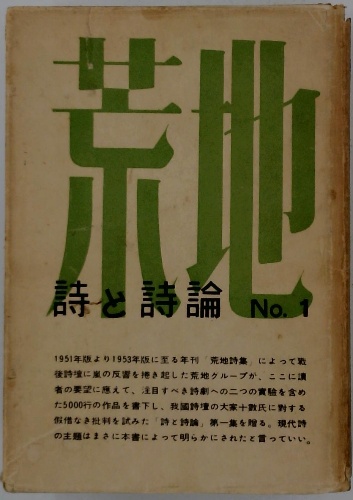 荒地
詩と詩論 No. 1
1951年版より1953年版に至る年刊「荒地詩集」によって戰
後詩壇に嵐の反響を捲き起した荒地グループが、ここに讀
者の要望に應えて、注目すべき詩劇への二つの實驗を含め
た5000行の作品を書下し、我國詩壇の大家十數氏に對する
假借なき批判を試みた「詩と詩論」第一集を贈る。現代詩
の主題はまさに本書によって明らかにされたと言っていい。